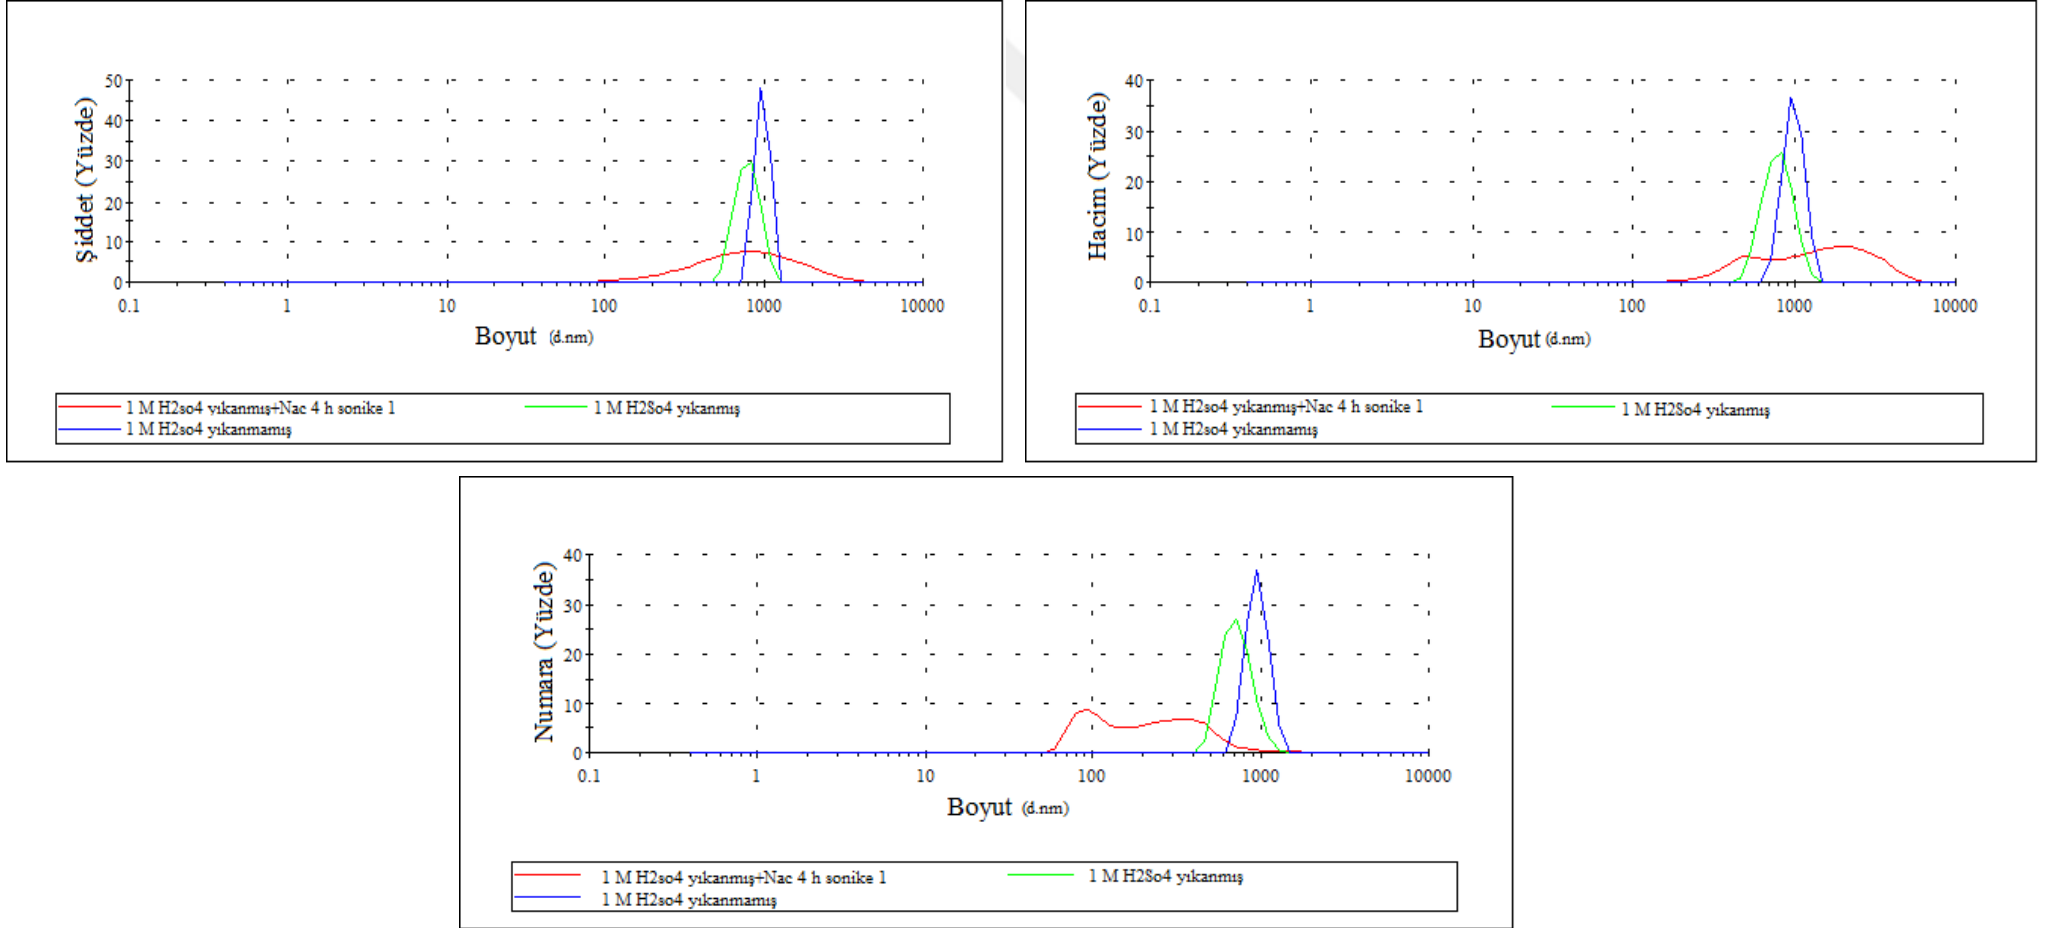 Şiddet (Yüzde)
50
40
30
20
10
0
0.1 1 10 100 1000 10000
Boyut (d.nm)
1 M H2so4 yıkanmış+Nac 4 h sonike 1 1 M H2So4 yıkanmış
1 M H2so4 yıkanmamış
Hacim (Yüzde)
40
30
20
10
0
0.1 1 10 100 1000 10000
Boyut (d.nm)
1 M H2so4 yıkanmış+Nac 4 h sonike 1 1 M H2So4 yıkanmış
1 M H2so4 yıkanmamış
Numara (Yüzde)
40
30
20
10
0
0.1 1 10 100 1000 10000
Boyut (d.nm)
1 M H2so4 yıkanmış+Nac 4 h sonike 1 1 M H2So4 yıkanmış
1 M H2so4 yıkanmamış